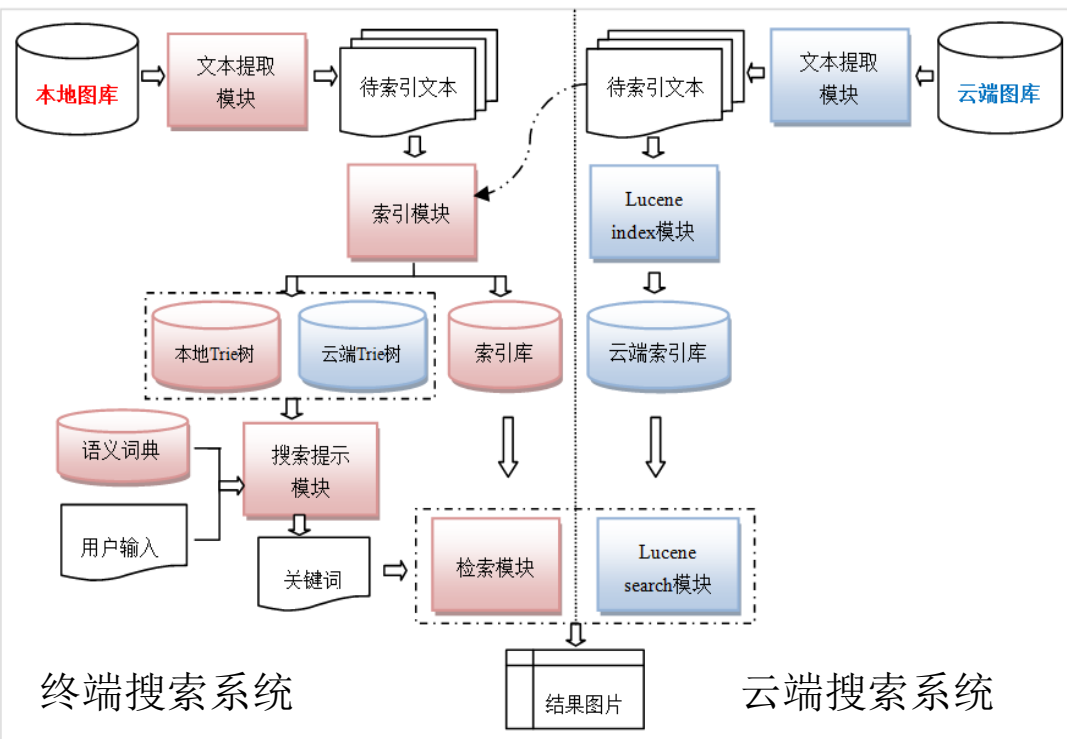 本地图库
文本提取
模块
待索引文本
待索引文本
文本提取
模块
云端图库
索引模块
Lucene
index模块
本地Trie树
云端Trie树
索引库
云端索引库
语义词典
搜索提示
模块
用户输入
关键词
检索模块
Lucene
search模块
结果图片
终端搜索系统
云端搜索系统